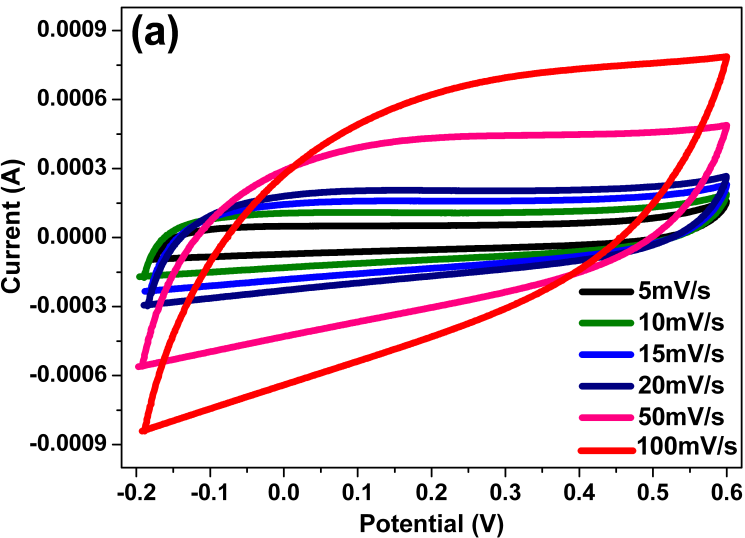 (a)
0.0009
0.0006
0.0003
0.0000
-0.0003
-0.0006
-0.0009
Current (A)
5mV/s
10mV/s
15mV/s
20mV/s
50mV/s
100mV/s
-0.2 -0.1 0.0 0.1 0.2 0.3 0.4 0.5 0.6
Potential (V)